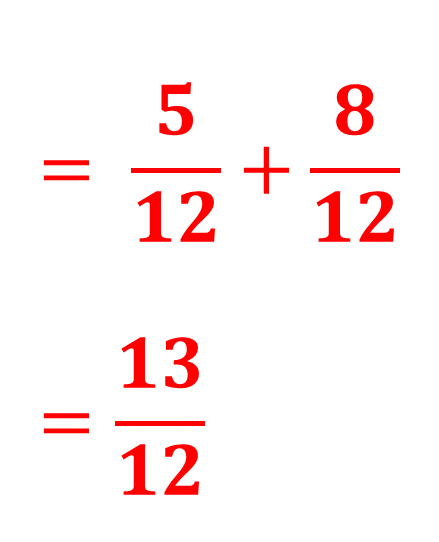 = 5/12 + 8/12
= 13/12